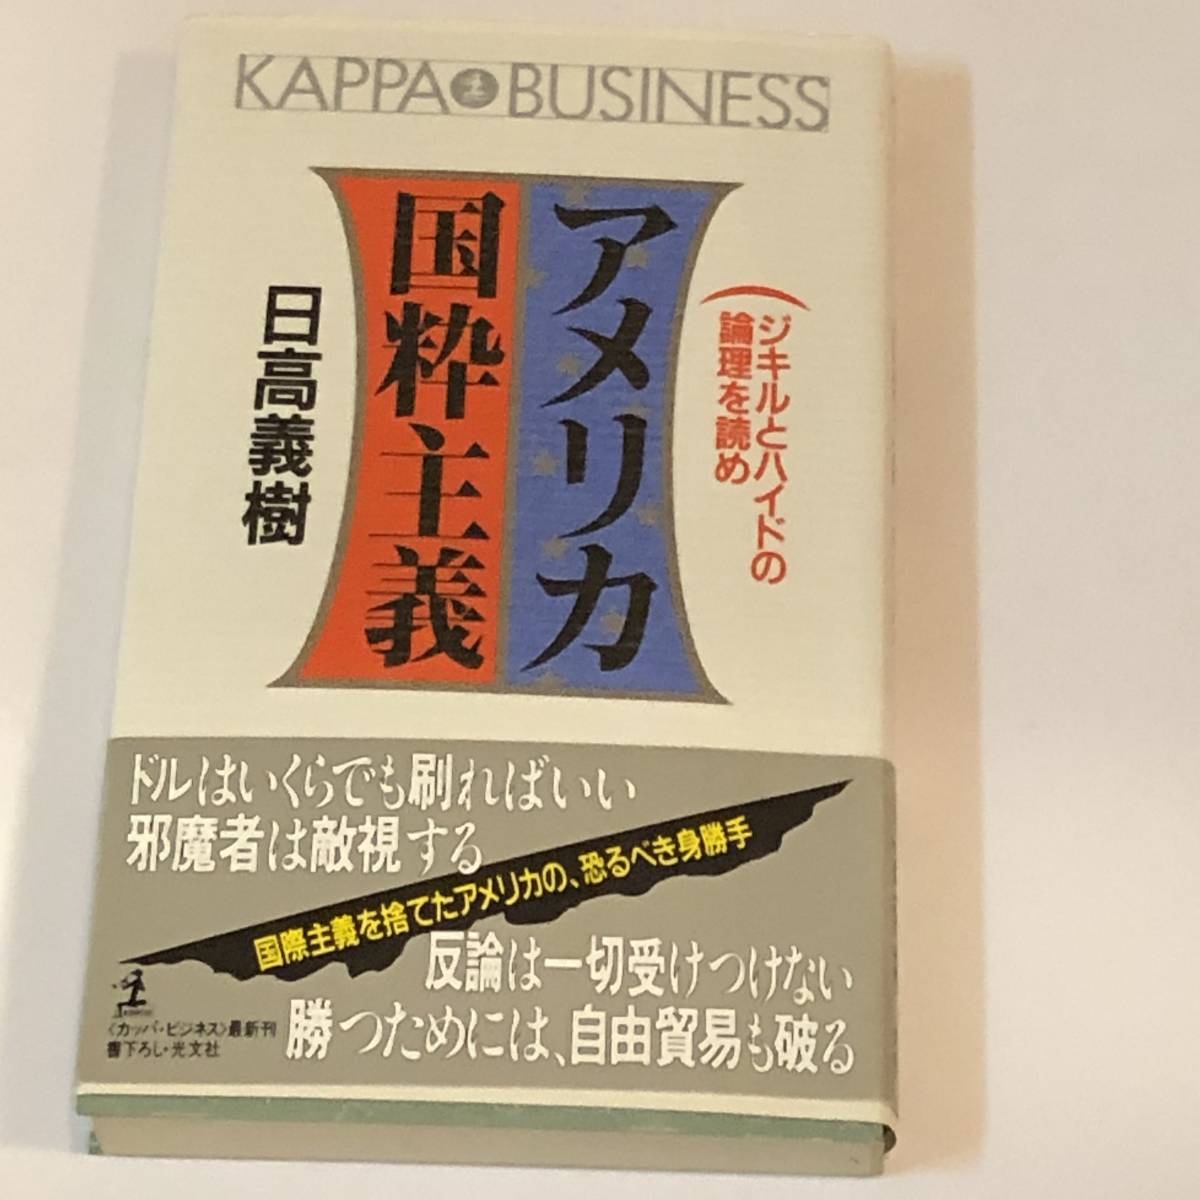 KAPPA BUSINESS
アメリカ
国粋主義
ジキルとハイドの
論理を読め
日高義樹
ドルはいくらでも刷ればいい
邪魔者は敵視する
国際主義を捨てたアメリカの、恐るべき身勝手
反論は一切受けつけない
勝つためには、自由貿易も破る
〈カッパ・ビジネス〉最新刊
書下ろし・光文社